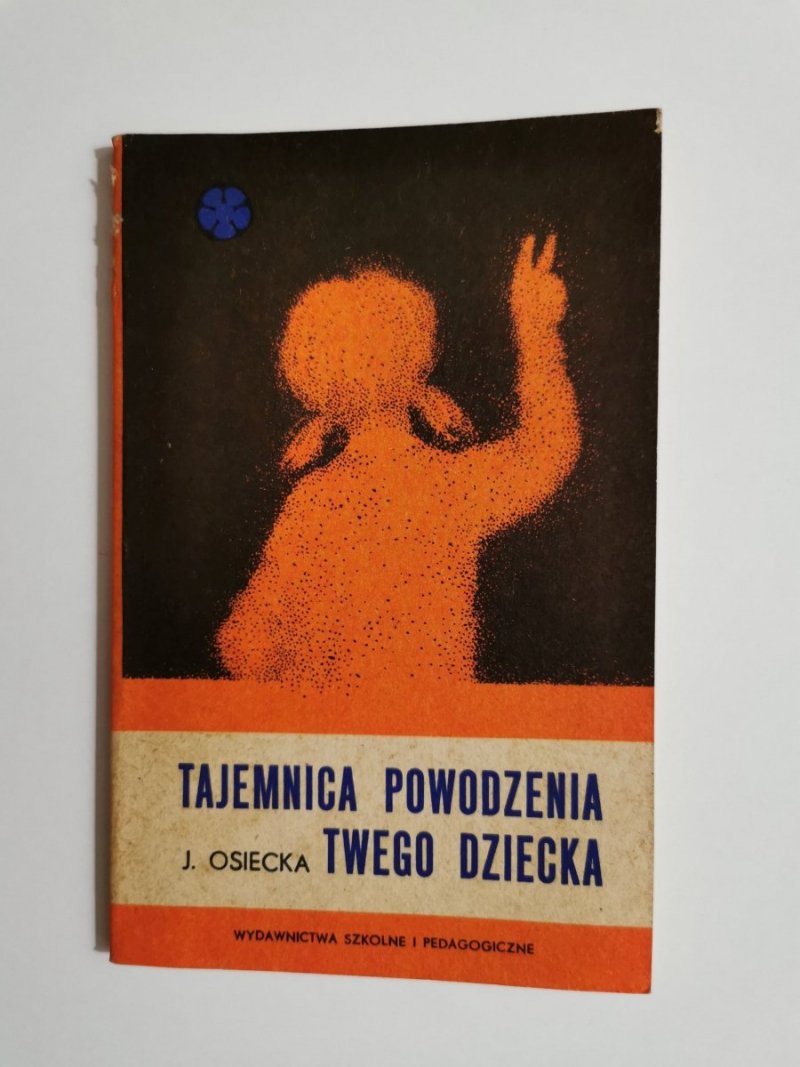 TAJEMNICA POWODZENIA
J. OSIECKA TWEGO DZIECKA
WYDAWNICTWA SZKOLNE I PEDAGOGICZNE